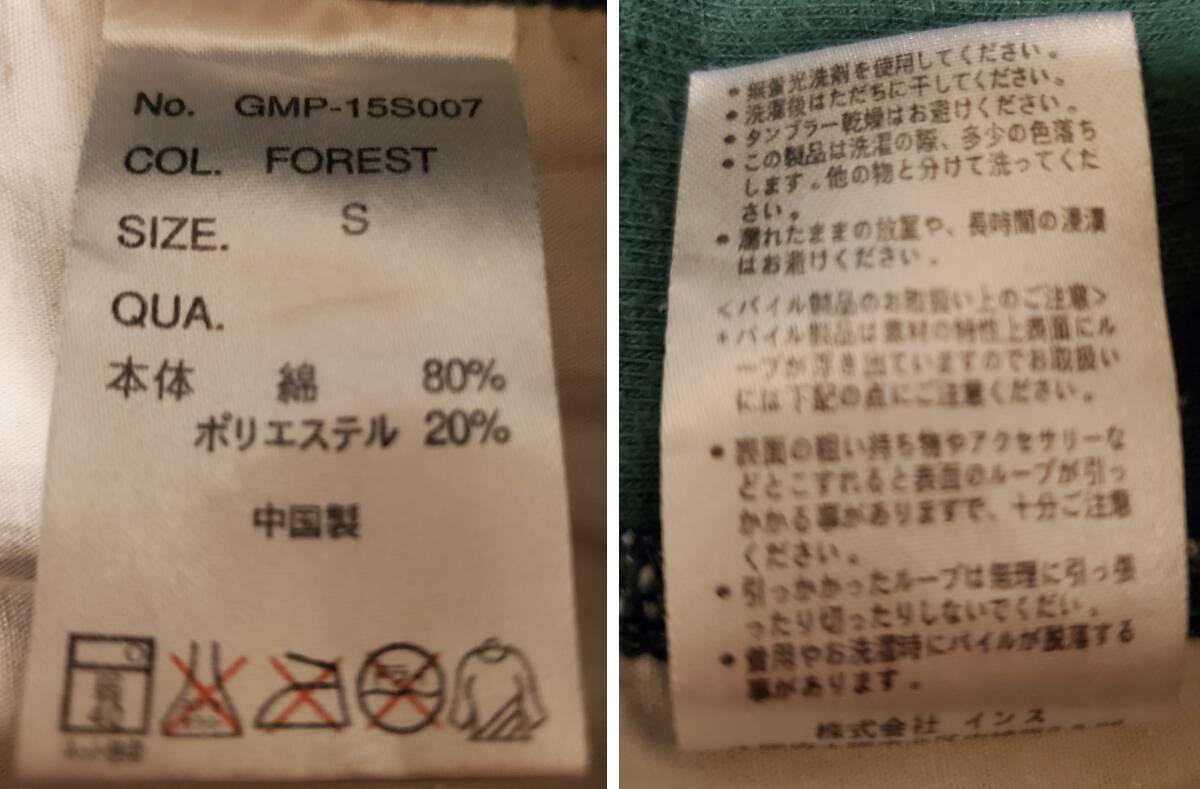 No. GMP-15S007
COL. FOREST
SIZE. S
QUA.
本体 綿 80%
ポリエステル 20%
中国製
・無蛍光洗剤を使用してください。
・洗濯後はただちに干してください。
・タンブラー乾燥はお避けください。
・この製品は洗濯の際、多少の色落ち
します。他の物と分けて洗ってくだ
さい。
・濡れたままの放置や、長時間の浸漬
はお避けください。
<パイル製品のお取扱い上のご注意>
・パイル製品は素材の特性上表面にル
ープが浮き出ていますのでお取扱い
には下記の点にご注意ください。
・表面の粗い持ち物やアクセサリーな
どとこすれると表面のループが引っ
かかる事がありますで、十分ご注意
ください。
・引っかかったループは無理に引っ張
ったり切ったりしないでくだい。
・着用やお洗濯時にパイルが脱落する
事があります。
株式会社 インス